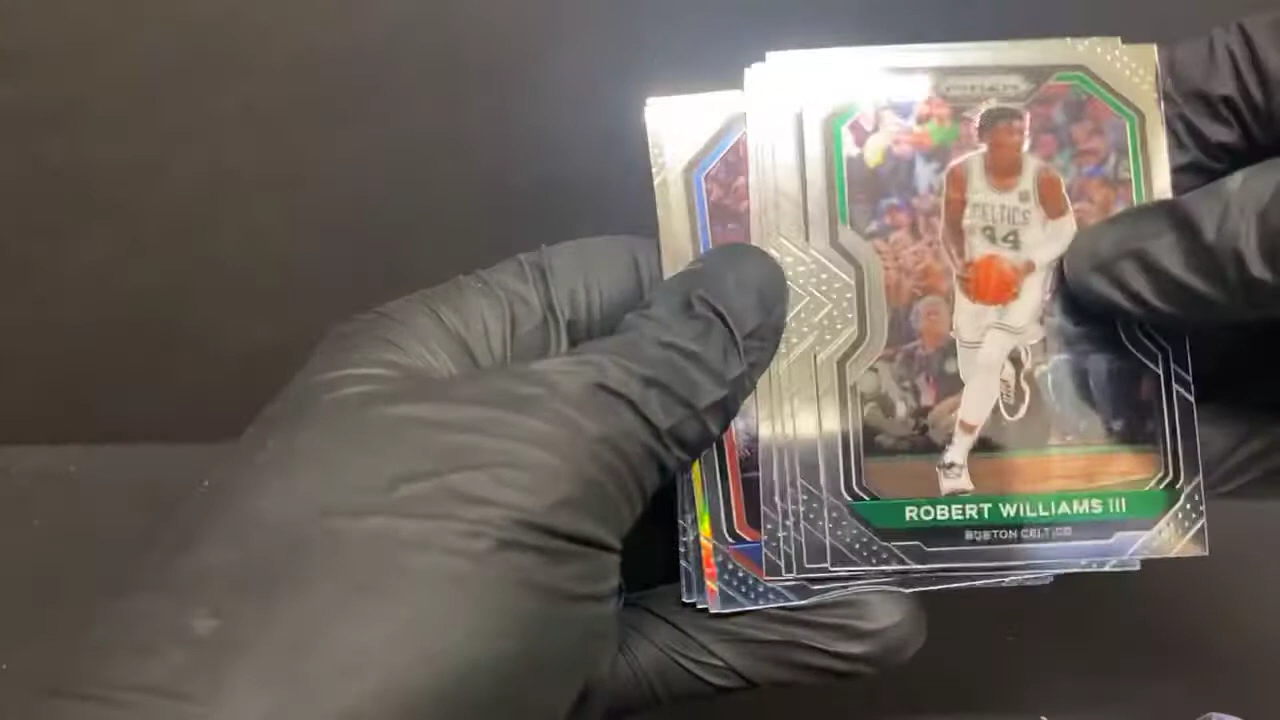 PRIZM
CELTICS
44
ROBERT WILLIAMS III
BOSTON CELTICS